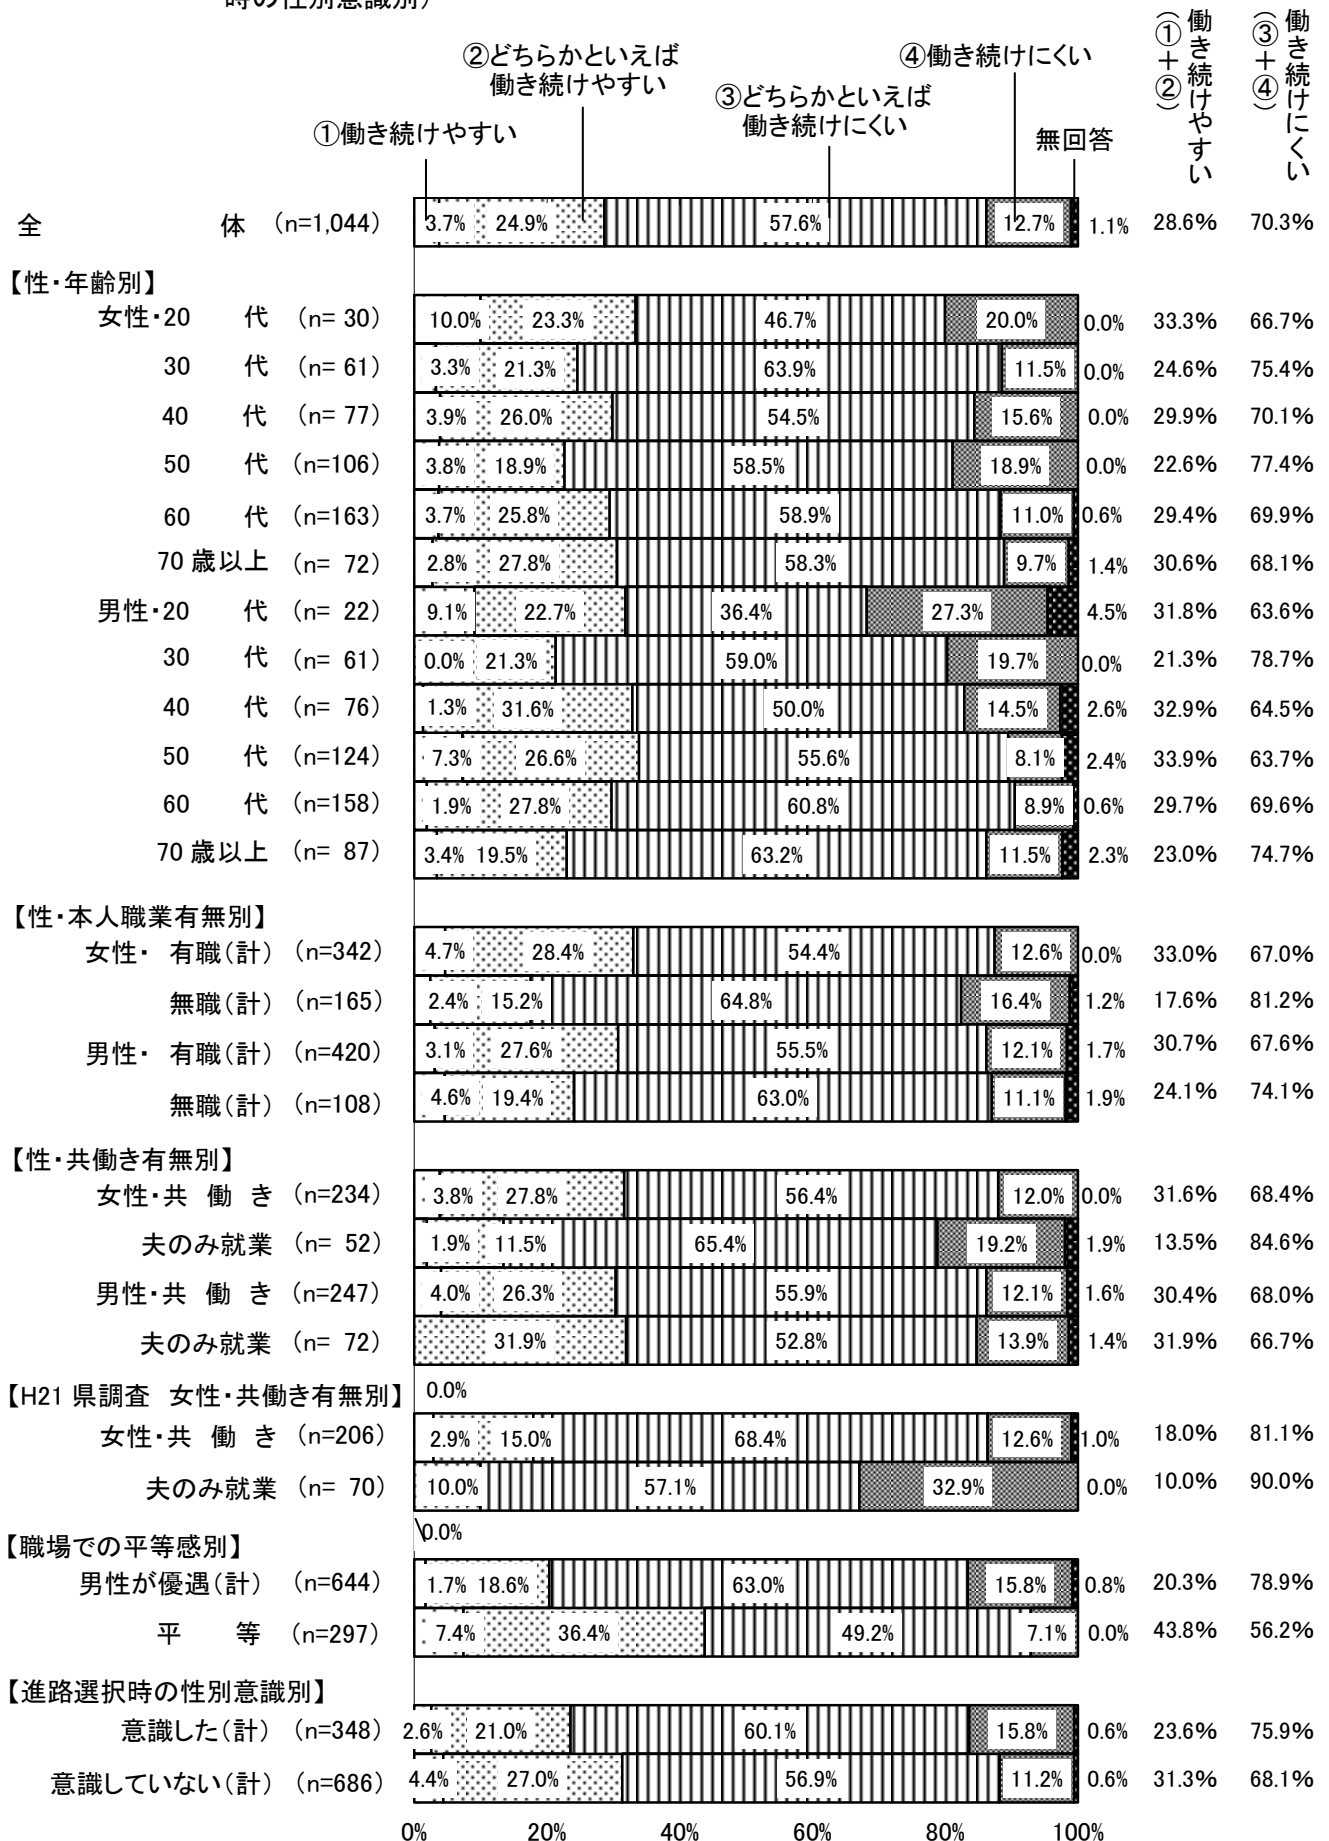 時の性別意識別）
②どちらかといえば
働き続けやすい
④働き続けにくい
③どちらかといえば
働き続けにくい
①働き続けやすい
無回答
働き続けやすい
（①＋②）
働き続けにくい
（③＋④）
全　体 (n=1,044) 3.7% 24.9% 57.6% 12.7% 1.1% 28.6% 70.3%
【性・年齢別】
女性・20 代 (n= 30) 10.0% 23.3% 46.7% 20.0% 0.0% 33.3% 66.7%
30 代 (n= 61) 3.3% 21.3% 63.9% 11.5% 0.0% 24.6% 75.4%
40 代 (n= 77) 3.9% 26.0% 54.5% 15.6% 0.0% 29.9% 70.1%
50 代 (n=106) 3.8% 18.9% 58.5% 18.9% 0.0% 22.6% 77.4%
60 代 (n=163) 3.7% 25.8% 58.9% 11.0% 0.6% 29.4% 69.9%
70 歳以上 (n= 72) 2.8% 27.8% 58.3% 9.7% 1.4% 30.6% 68.1%
男性・20 代 (n= 22) 9.1% 22.7% 36.4% 27.3% 4.5% 31.8% 63.6%
30 代 (n= 61) 0.0% 21.3% 59.0% 19.7% 0.0% 21.3% 78.7%
40 代 (n= 76) 1.3% 31.6% 50.0% 14.5% 2.6% 32.9% 64.5%
50 代 (n=124) 7.3% 26.6% 55.6% 8.1% 2.4% 33.9% 63.7%
60 代 (n=158) 1.9% 27.8% 60.8% 8.9% 0.6% 29.7% 69.6%
70 歳以上 (n= 87) 3.4% 19.5% 63.2% 11.5% 2.3% 23.0% 74.7%
【性・本人職業有無別】
女性・ 有職（計） (n=342) 4.7% 28.4% 54.4% 12.6% 0.0% 33.0% 67.0%
無職（計） (n=165) 2.4% 15.2% 64.8% 16.4% 1.2% 17.6% 81.2%
男性・ 有職（計） (n=420) 3.1% 27.6% 55.5% 12.1% 1.7% 30.7% 67.6%
無職（計） (n=108) 4.6% 19.4% 63.0% 11.1% 1.9% 24.1% 74.1%
【性・共働き有無別】
女性・共 働 き (n=234) 3.8% 27.8% 56.4% 12.0% 0.0% 31.6% 68.4%
夫のみ就業 (n= 52) 1.9% 11.5% 65.4% 19.2% 1.9% 13.5% 84.6%
男性・共 働 き (n=247) 4.0% 26.3% 55.9% 12.1% 1.6% 30.4% 68.0%
夫のみ就業 (n= 72) 31.9% 52.8% 13.9% 1.4% 31.9% 66.7%
【H21 県調査 女性・共働き有無別】 0.0%
女性・共 働 き (n=206) 2.9% 15.0% 68.4% 12.6% 1.0% 18.0% 81.1%
夫のみ就業 (n= 70) 10.0% 57.1% 32.9% 0.0% 10.0% 90.0%
0.0%
【職場での平等感別】
男性が優遇（計） (n=644) 1.7% 18.6% 63.0% 15.8% 0.8% 20.3% 78.9%
平　等 (n=297) 7.4% 36.4% 49.2% 7.1% 0.0% 43.8% 56.2%
【進路選択時の性別意識別】
意識した（計） (n=348) 2.6% 21.0% 60.1% 15.8% 0.6% 23.6% 75.9%
意識していない（計） (n=686) 4.4% 27.0% 56.9% 11.2% 0.6% 31.3% 68.1%
0% 20% 40% 60% 80% 100%